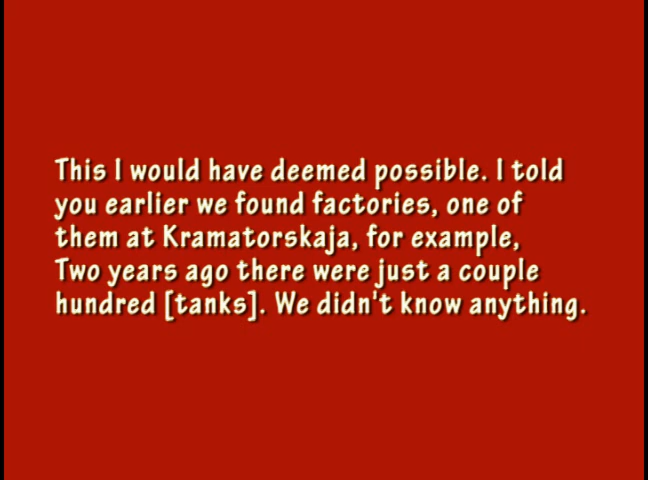 This I would have deemed possible. I told
you earlier we found factories, one of
them at Kramatorskaja, for example,
Two years ago there were just a couple
hundred [tanks]. We didn't know anything.